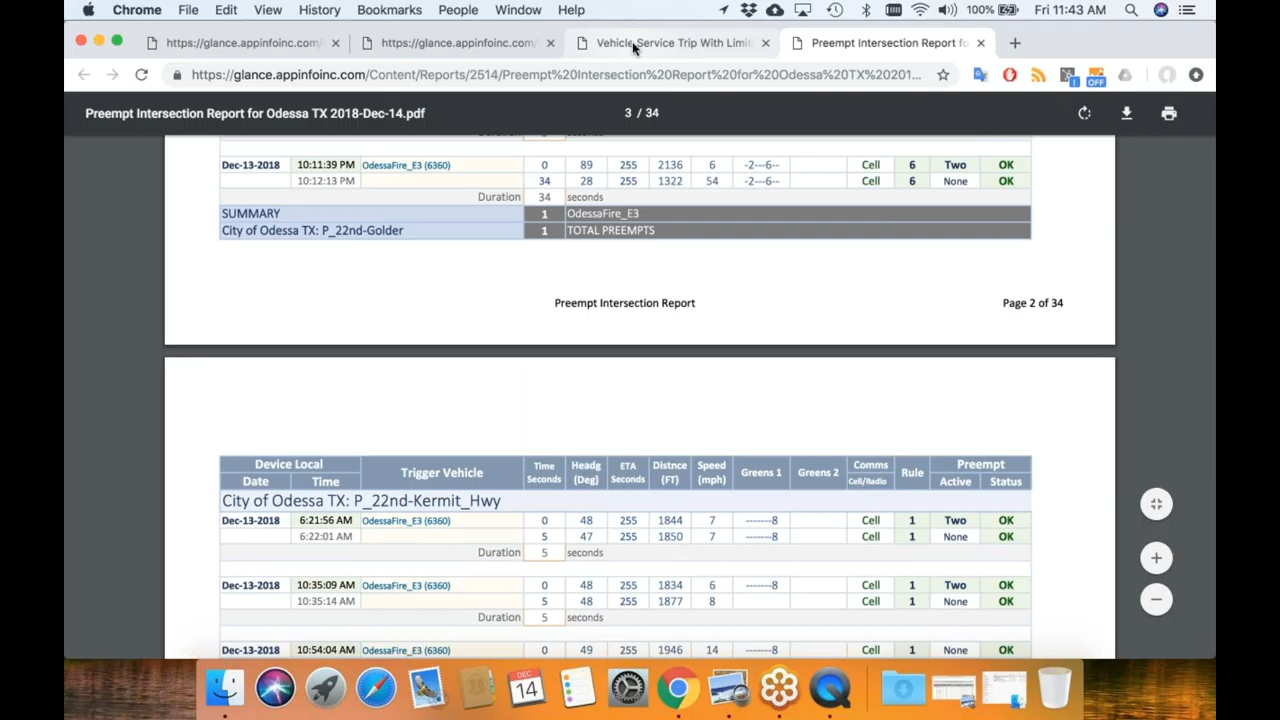 Chrome File Edit View History Bookmarks People Window Help 100% Fri 11:43 AM
https://glance.appinfoinc.com/ × https://glance.appinfoinc.com/ × Vehicle Service Trip With Limit × Preempt Intersection Report fo × +
https://glance.appinfoinc.com/Content/Reports/2514/Preempt%20Intersection%20Report%20for%20Odessa%20TX%201...
OFF
Preempt Intersection Report for Odessa TX 2018-Dec-14.pdf 3 / 34
Dec-13-2018 10:11:39 PM OdessaFire_E3 (6360) 0 89 255 2136 6 -2---6-- Cell 6 Two OK
10:12:13 PM 34 28 255 1322 54 -2---6-- Cell 6 None OK
Duration 34 seconds
SUMMARY 1 OdessaFire_E3
City of Odessa TX: P_22nd-Golder 1 TOTAL PREEMPTS
Preempt Intersection Report Page 2 of 34
Device Local Trigger Vehicle Time Headg ETA Distnce Speed Greens 1 Greens 2 Comms Rule Preempt
Date Time Seconds (Deg) Seconds (FT) (mph) Cell/Radio Active Status
City of Odessa TX: P_22nd-Kermit_Hwy
Dec-13-2018 6:21:56 AM OdessaFire_E3 (6360) 0 48 255 1844 7 -------8 Cell 1 Two OK
6:22:01 AM 5 47 255 1850 7 -------8 Cell 1 None OK
Duration 5 seconds
Dec-13-2018 10:35:09 AM OdessaFire_E3 (6360) 0 48 255 1834 6 -------8 Cell 1 Two OK
10:35:14 AM 5 48 255 1877 8 Cell 1 None OK
Duration 5 seconds
Dec-13-2018 10:54:04 AM OdessaFire_E3 (6360) 0 49 255 1946 14 -------8 Cell 1 Two OK
DEC
14